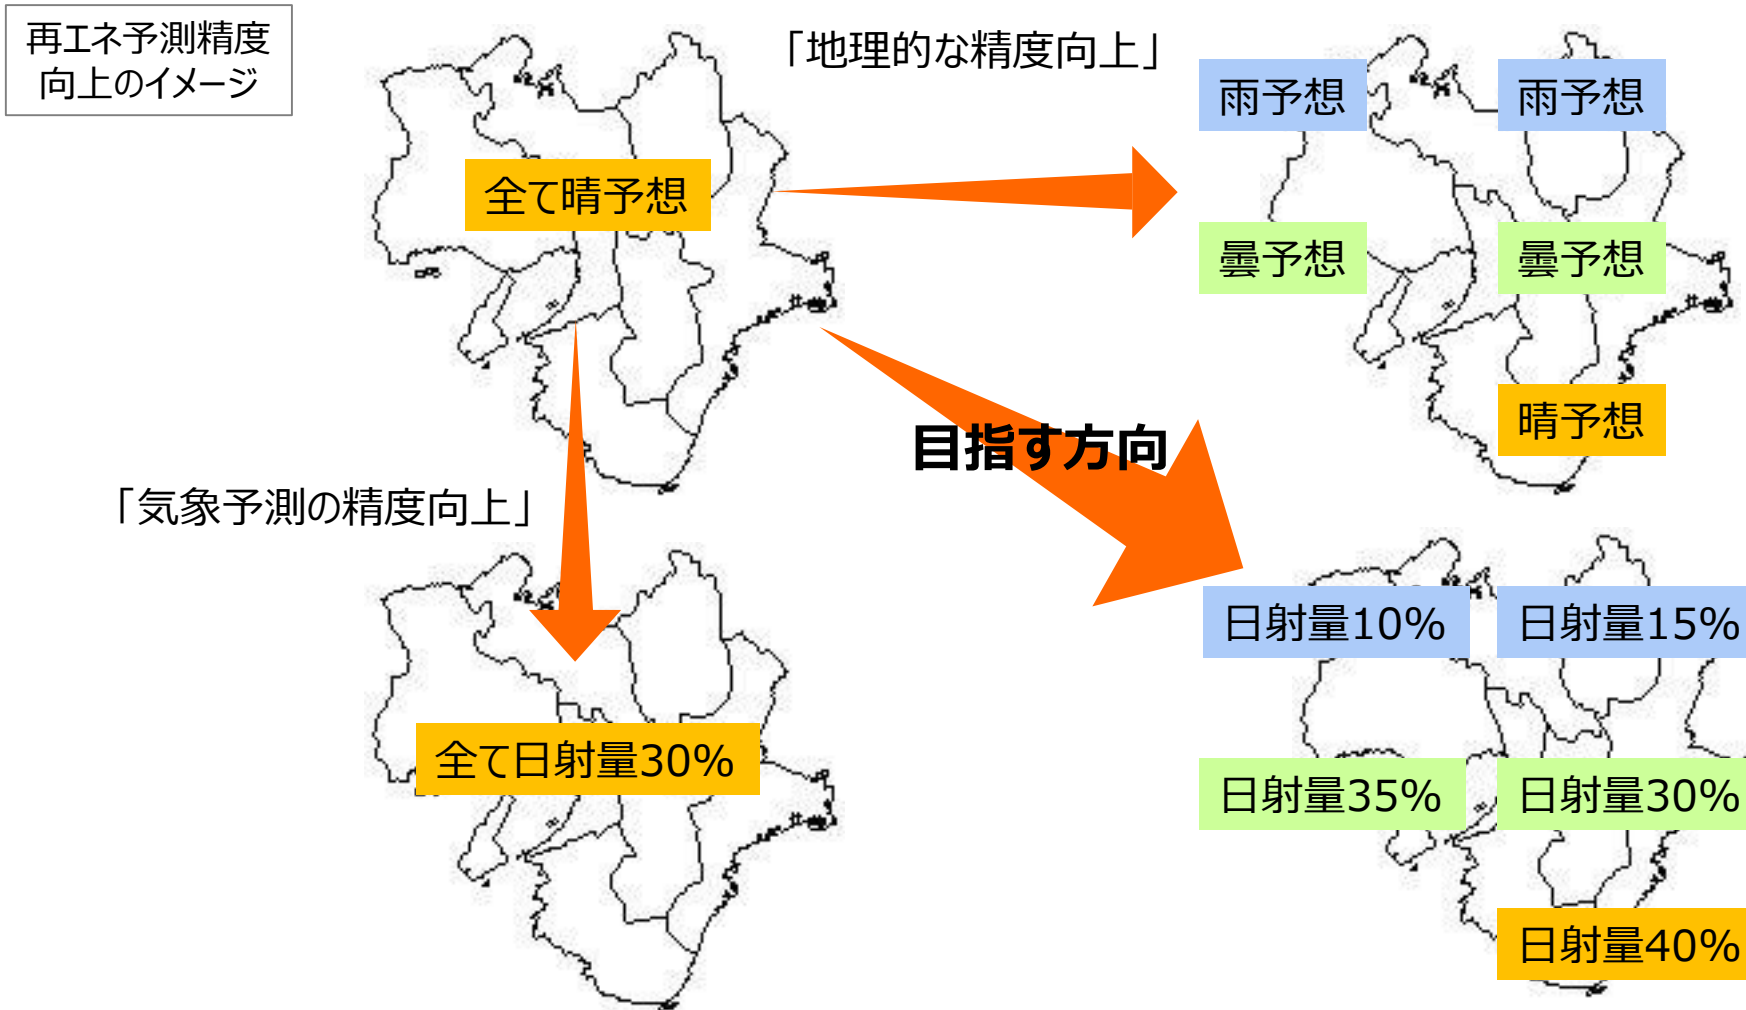 再エネ予測精度
向上のイメージ
「地理的な精度向上」
全て晴予想
雨予想
雨予想
曇予想
曇予想
晴予想
目指す方向
「気象予測の精度向上」
全て日射量30%
日射量10%
日射量15%
日射量35%
日射量30%
日射量40%